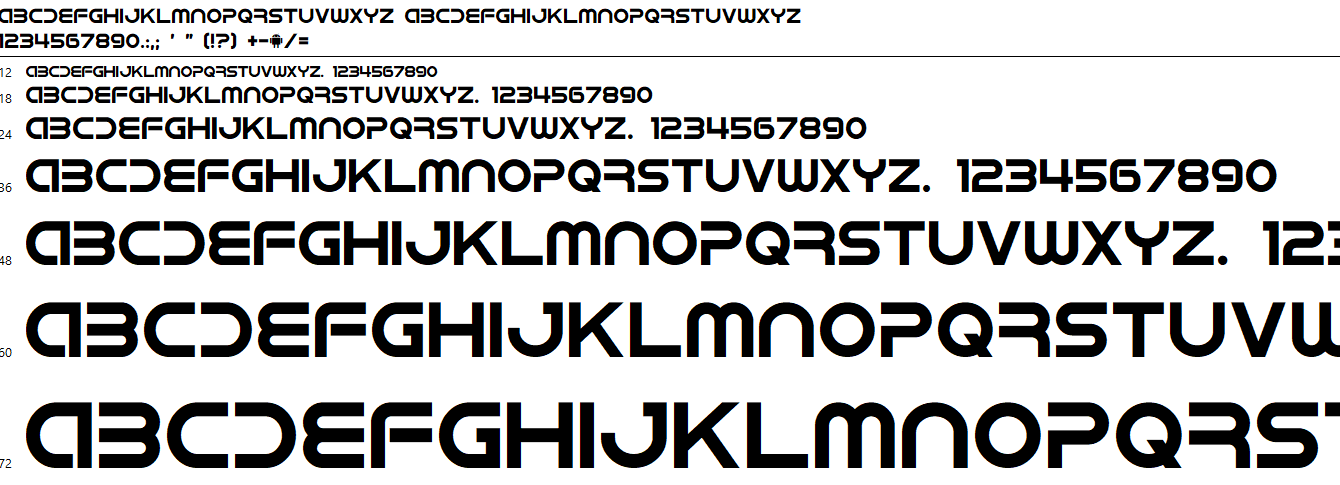 ABCDEFGHIJKLMNOPQRSTUVWXYZ ABCDEFGHIJKLMNOPQRSTUVWXYZ
1234567890.:,; ' " (!?) +-*/=
12 ABCDEFGHIJKLMNOPQRSTUVWXYZ. 1234567890
18 ABCDEFGHIJKLMNOPQRSTUVWXYZ. 1234567890
24 ABCDEFGHIJKLMNOPQRSTUVWXYZ. 1234567890
36 ABCDEFGHIJKLMNOPQRSTUVWXYZ. 1234567890
48 ABCDEFGHIJKLMNOPQRSTUVWXYZ. 123
60 ABCDEFGHIJKLMNOPQRSTUVW
72 ABCDEFGHIJKLMNOPQRST